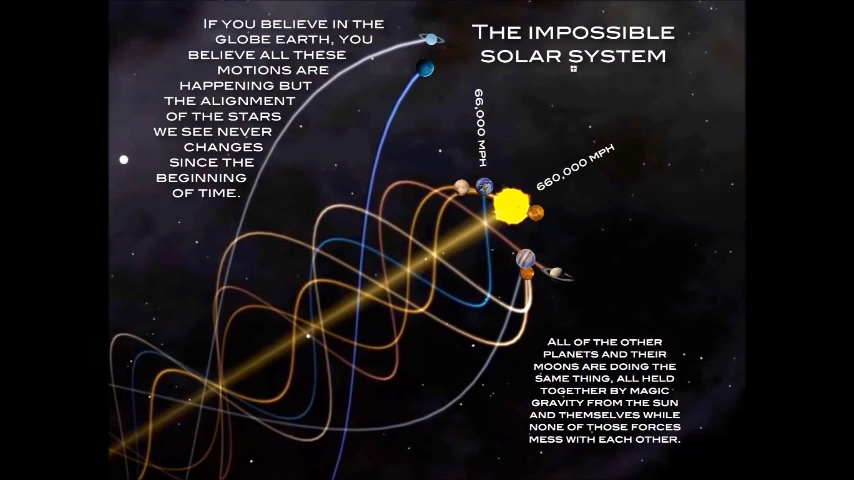 If you believe in the
globe earth, you
believe all these
motions are
happening but
the alignment
of the stars
we see never
changes
since the
beginning
of time.
The impossible
solar system
66,000 mph
660,000 mph
All of the other
planets and their
moons are doing the
same thing, all held
together by magic
gravity from the sun
and themselves while
none of those forces
mess with each other.